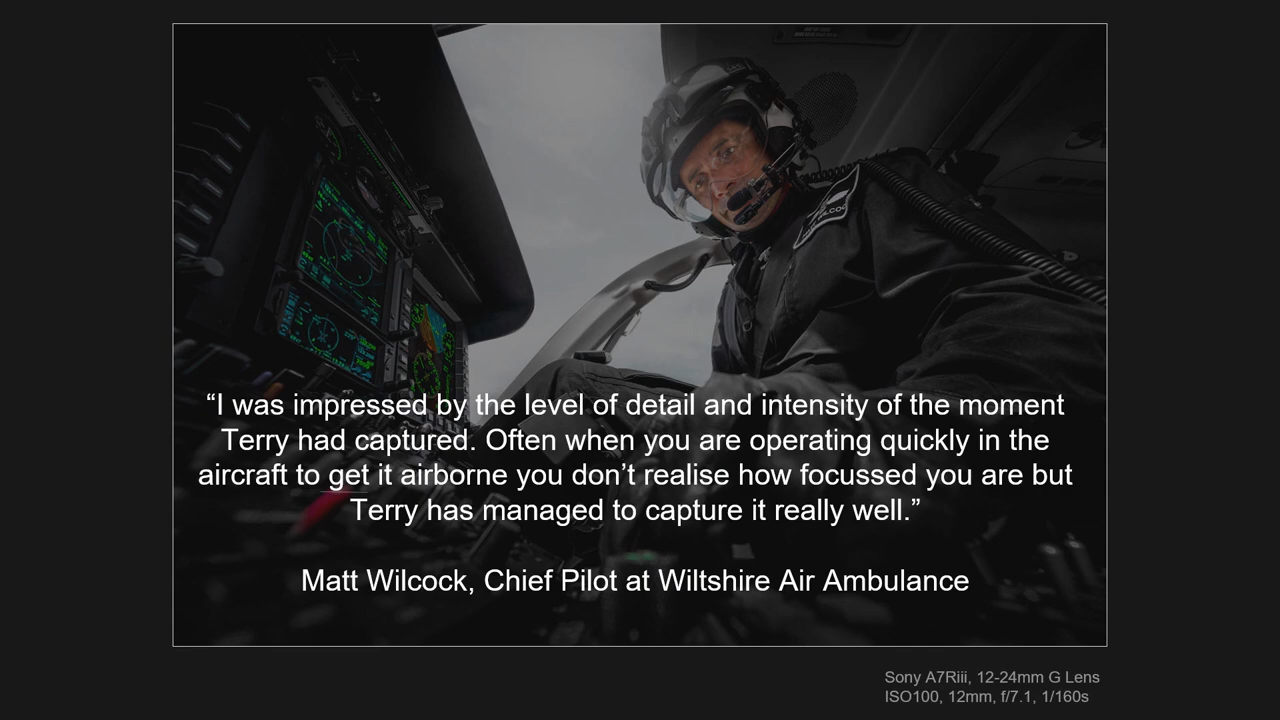 “I was impressed by the level of detail and intensity of the moment
Terry had captured. Often when you are operating quickly in the
aircraft to get it airborne you don’t realise how focussed you are but
Terry has managed to capture it really well.”
Matt Wilcock, Chief Pilot at Wiltshire Air Ambulance
Sony A7Riii, 12-24mm G Lens
ISO100, 12mm, f/7.1, 1/160s